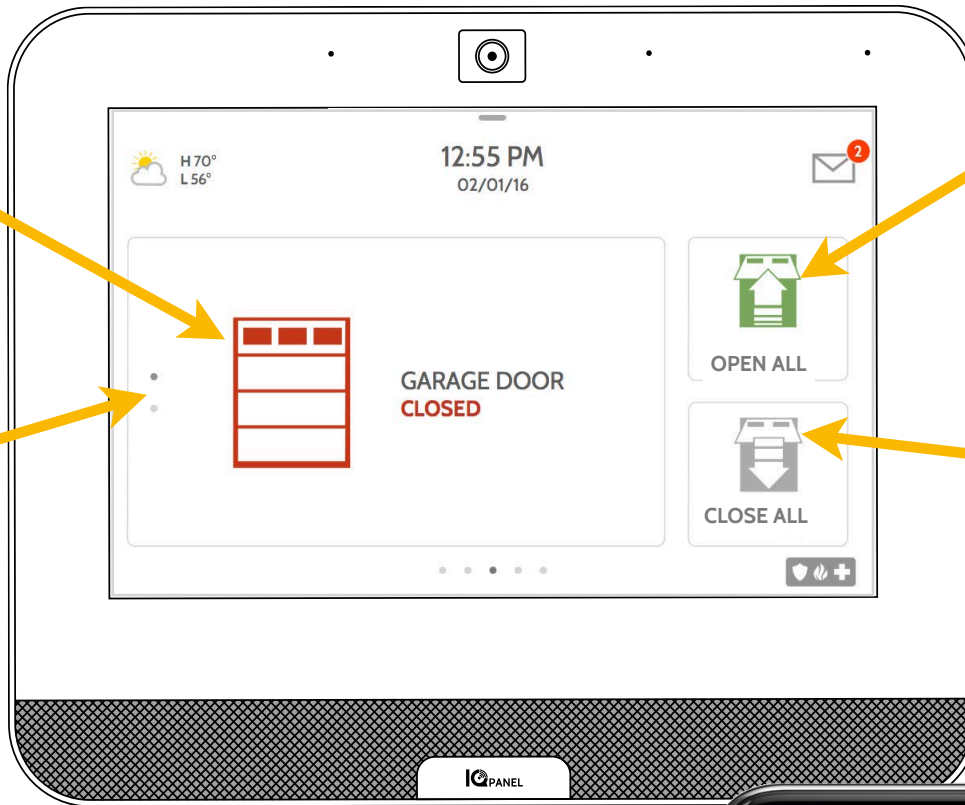 H 70°
L 56°
12:55 PM
02/01/16
2
GARAGE DOOR
CLOSED
OPEN ALL
CLOSE ALL
IQ PANEL